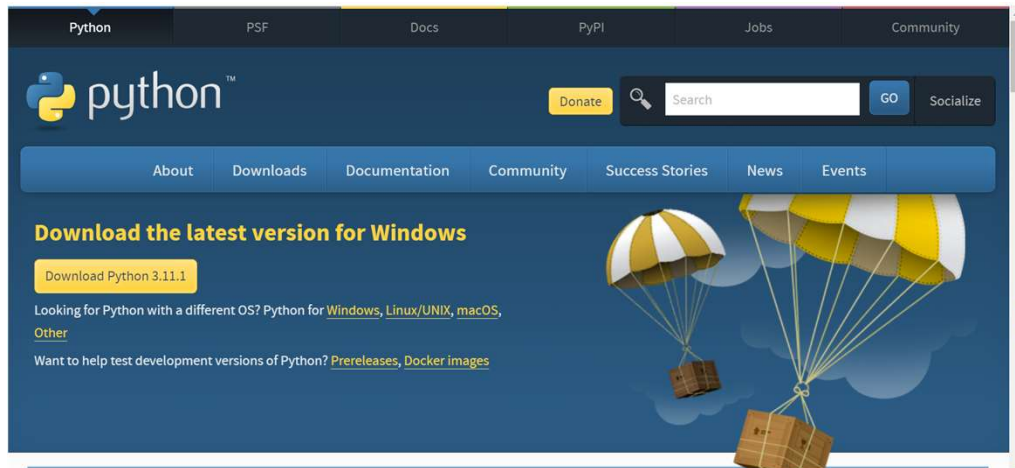 Python PSF Docs PyPI Jobs Community
python™
Donate Search GO Socialize
About Downloads Documentation Community Success Stories News Events
Download the latest version for Windows
Download Python 3.11.1
Looking for Python with a different OS? Python for Windows, Linux/UNIX, macOS,
Other
Want to help test development versions of Python? Prereleases, Docker images